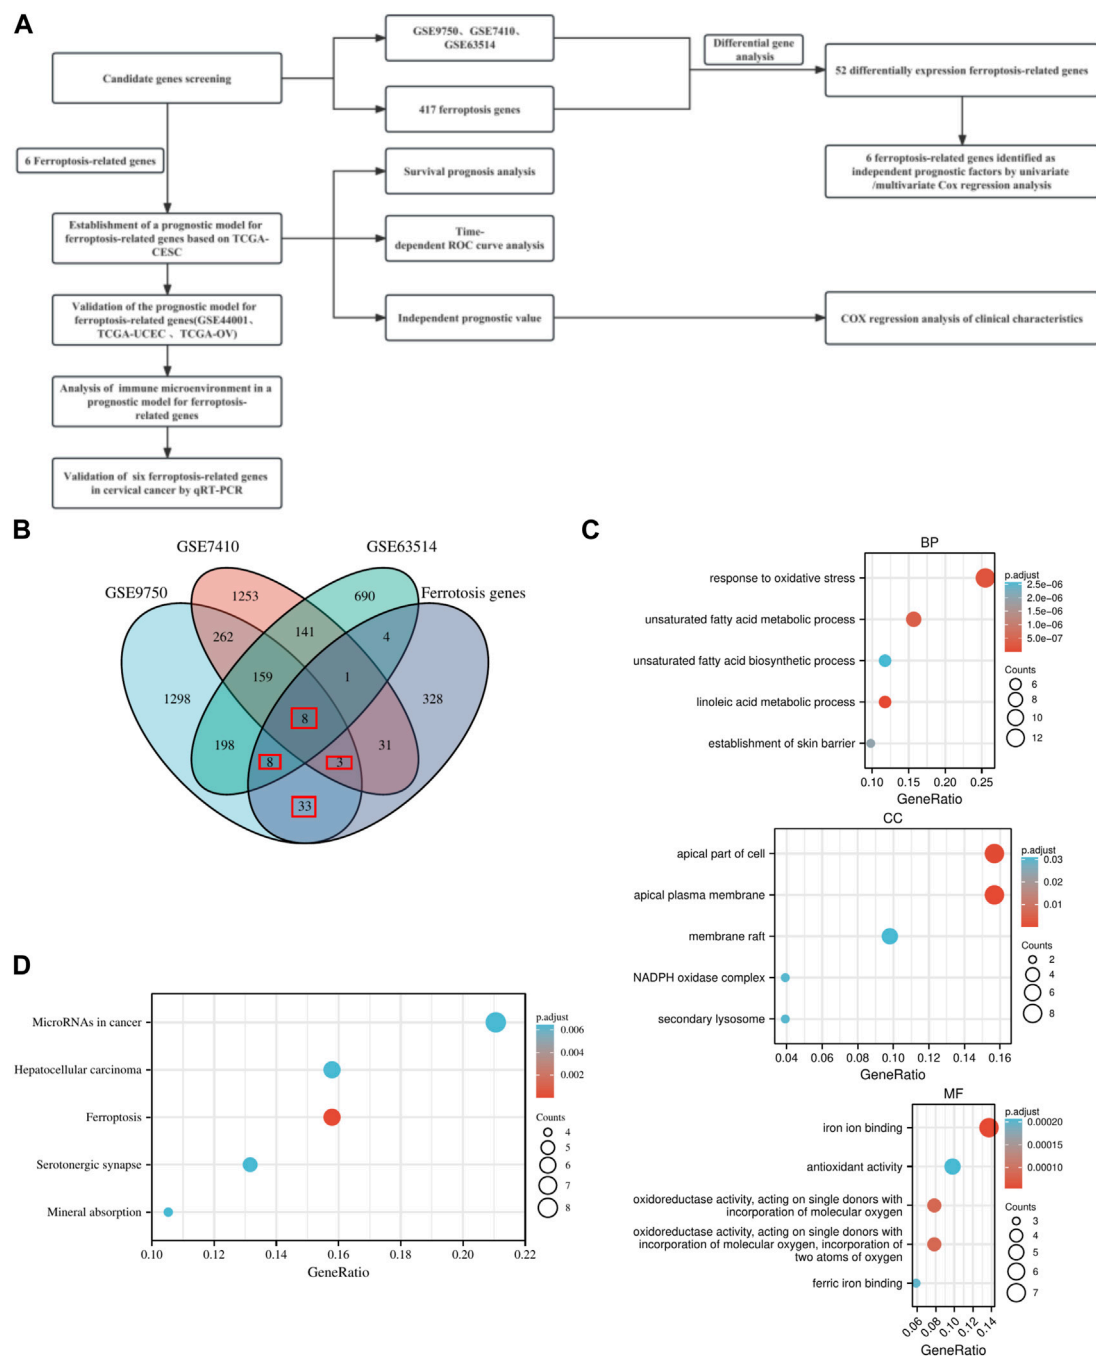 A
Candidate genes screening
GSE9750、GSE7410、
GSE63514
417 ferroptosis genes
Differential gene
analysis
52 differentially expression ferroptosis-related genes
6 ferroptosis-related genes identified as
independent prognostic factors by univariate
/multivariate Cox regression analysis
6 Ferroptosis-related genes
Establishment of a prognostic model for
ferroptosis-related genes based on TCGA-
CESC
Survival prognosis analysis
Time-
dependent ROC curve analysis
Independent prognostic value
COX regression analysis of clinical characteristics
Validation of the prognostic model for
ferroptosis-related genes(GSE44001、
TCGA-UCEC 、TCGA-OV)
Analysis of immune microenvironment in a
prognostic model for ferroptosis-
related genes
Validation of six ferroptosis-related genes
in cervical cancer by qRT-PCR
B
GSE7410
GSE63514
GSE9750
Ferrotosis genes
1253
690
262
141
4
159
1
1298
328
8
198
31
8
3
33
C
BP
response to oxidative stress
unsaturated fatty acid metabolic process
unsaturated fatty acid biosynthetic process
linoleic acid metabolic process
establishment of skin barrier
0.10 0.15 0.20 0.25
GeneRatio
p.adjust
2.5e-06
2.0e-06
1.5e-06
1.0e-06
5.0e-07
Counts
6
8
10
12
CC
apical part of cell
apical plasma membrane
membrane raft
NADPH oxidase complex
secondary lysosome
0.04 0.06 0.08 0.10 0.12 0.14 0.16
GeneRatio
p.adjust
0.03
0.02
0.01
Counts
2
4
6
8
MF
iron ion binding
antioxidant activity
oxidoreductase activity, acting on single donors with
incorporation of molecular oxygen
oxidoreductase activity, acting on single donors with
incorporation of molecular oxygen, incorporation of
two atoms of oxygen
ferric iron binding
0.06 0.08 0.10 0.12 0.14
GeneRatio
p.adjust
0.00020
0.00015
0.00010
Counts
3
4
5
6
7
D
MicroRNAs in cancer
Hepatocellular carcinoma
Ferroptosis
Serotonergic synapse
Mineral absorption
0.10 0.12 0.14 0.16 0.18 0.20 0.22
GeneRatio
p.adjust
0.006
0.004
0.002
Counts
4
5
6
7
8